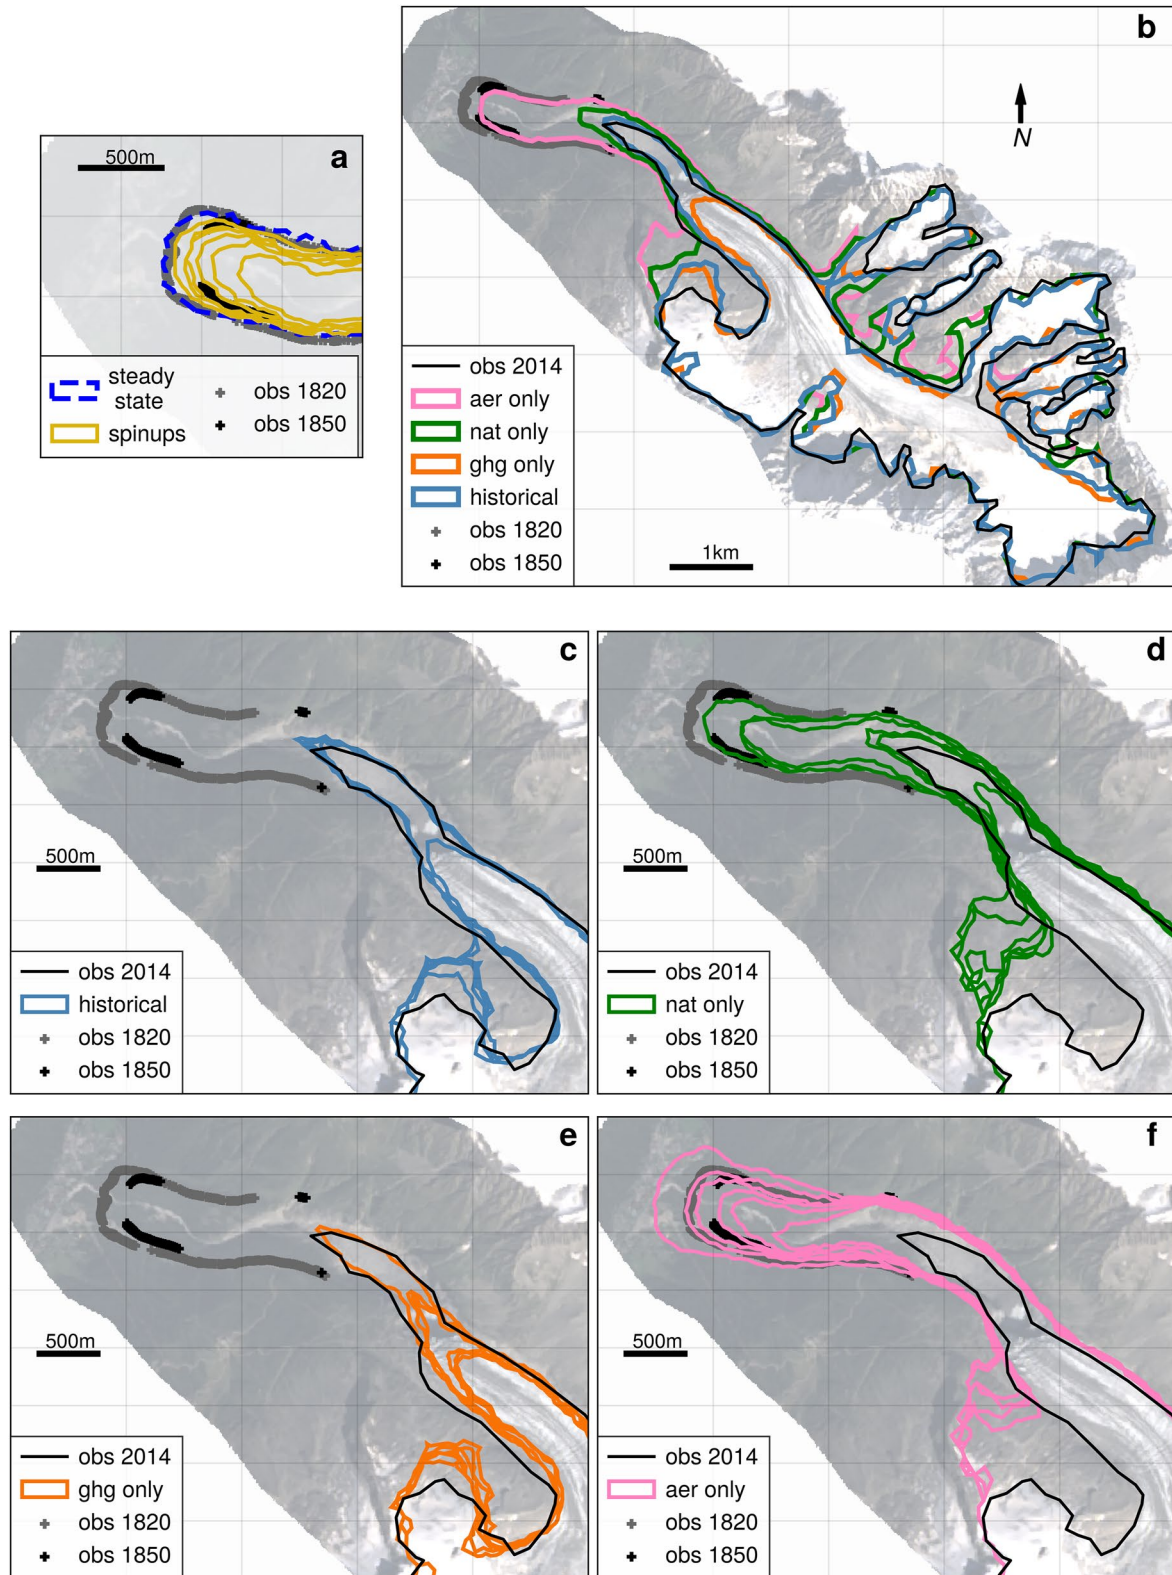 a
500m
steady
state
spinups
obs 1820
obs 1850
b
N
obs 2014
aer only
nat only
ghg only
historical
obs 1820
obs 1850
1km
c
500m
obs 2014
historical
obs 1820
obs 1850
d
500m
obs 2014
nat only
obs 1820
obs 1850
e
500m
obs 2014
ghg only
obs 1820
obs 1850
f
500m
obs 2014
aer only
obs 1820
obs 1850